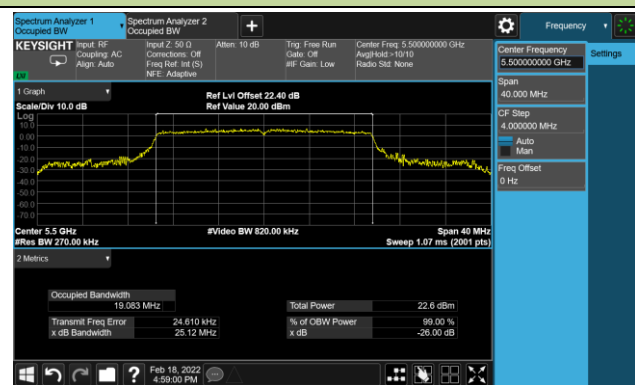 Spectrum Analyzer 1
Occupied BW
Spectrum Analyzer 2
Occupied BW
Frequency
KEYSIGHT
Input: RF
Coupling: AC
Align: Auto
Input Z: 50 Ω
Corrections: Off
Freq Ref: Int (S)
NFE: Adaptive
Atten: 10 dB
Trig: Free Run
Gate: Off
#IF Gain: Low
Center Freq: 5.500000000 GHz
Avg|Hold:>10/10
Radio Std: None
Center Frequency
5.500000000 GHz
Settings
Span
40.000 MHz
CF Step
4.000000 MHz
Auto
Man
Freq Offset
0 Hz
1 Graph
Scale/Div 10.0 dB
Ref Lvl Offset 22.40 dB
Ref Value 20.00 dBm
Log
10.0
0.00
-10.0
-20.0
-30.0
-40.0
-50.0
-60.0
-70.0
Center 5.5 GHz
#Video BW 820.00 kHz
Span 40 MHz
#Res BW 270.00 kHz
Sweep 1.07 ms (2001 pts)
2 Metrics
Occupied Bandwidth
19.083 MHz
Total Power 22.6 dBm
Transmit Freq Error 24.610 kHz
% of OBW Power 99.00 %
x dB Bandwidth 25.12 MHz
x dB -26.00 dB
Feb 18, 2022
4:59:00 PM